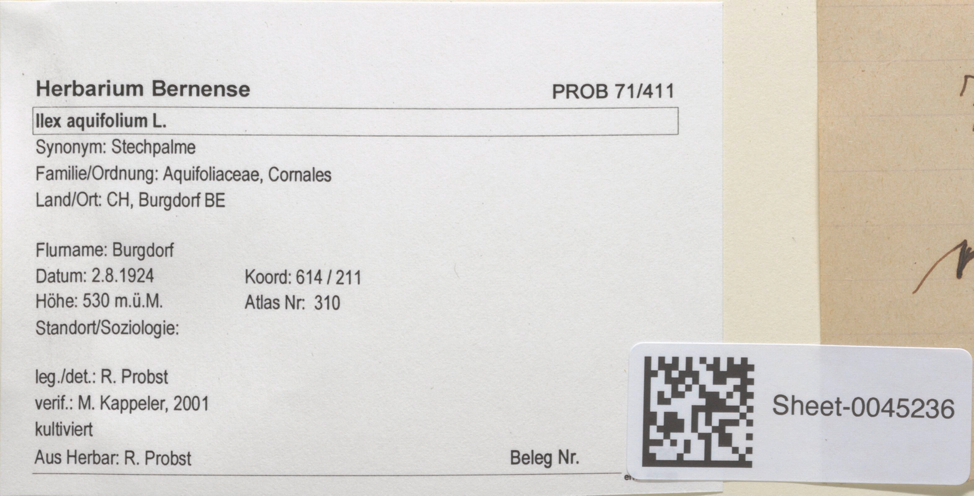 Herbarium Bernense PROB 71/411
Ilex aquifolium L.
Synonym: Stechpalme
Familie/Ordnung: Aquifoliaceae, Cornales
Land/Ort: CH, Burgdorf BE
Flurname: Burgdorf
Datum: 2.8.1924 Koord: 614 / 211
Höhe: 530 m.ü.M. Atlas Nr: 310
Standort/Soziologie:
leg./det.: R. Probst
verif.: M. Kappeler, 2001
kultiviert
Aus Herbar: R. Probst Beleg Nr.
Sheet-0045236